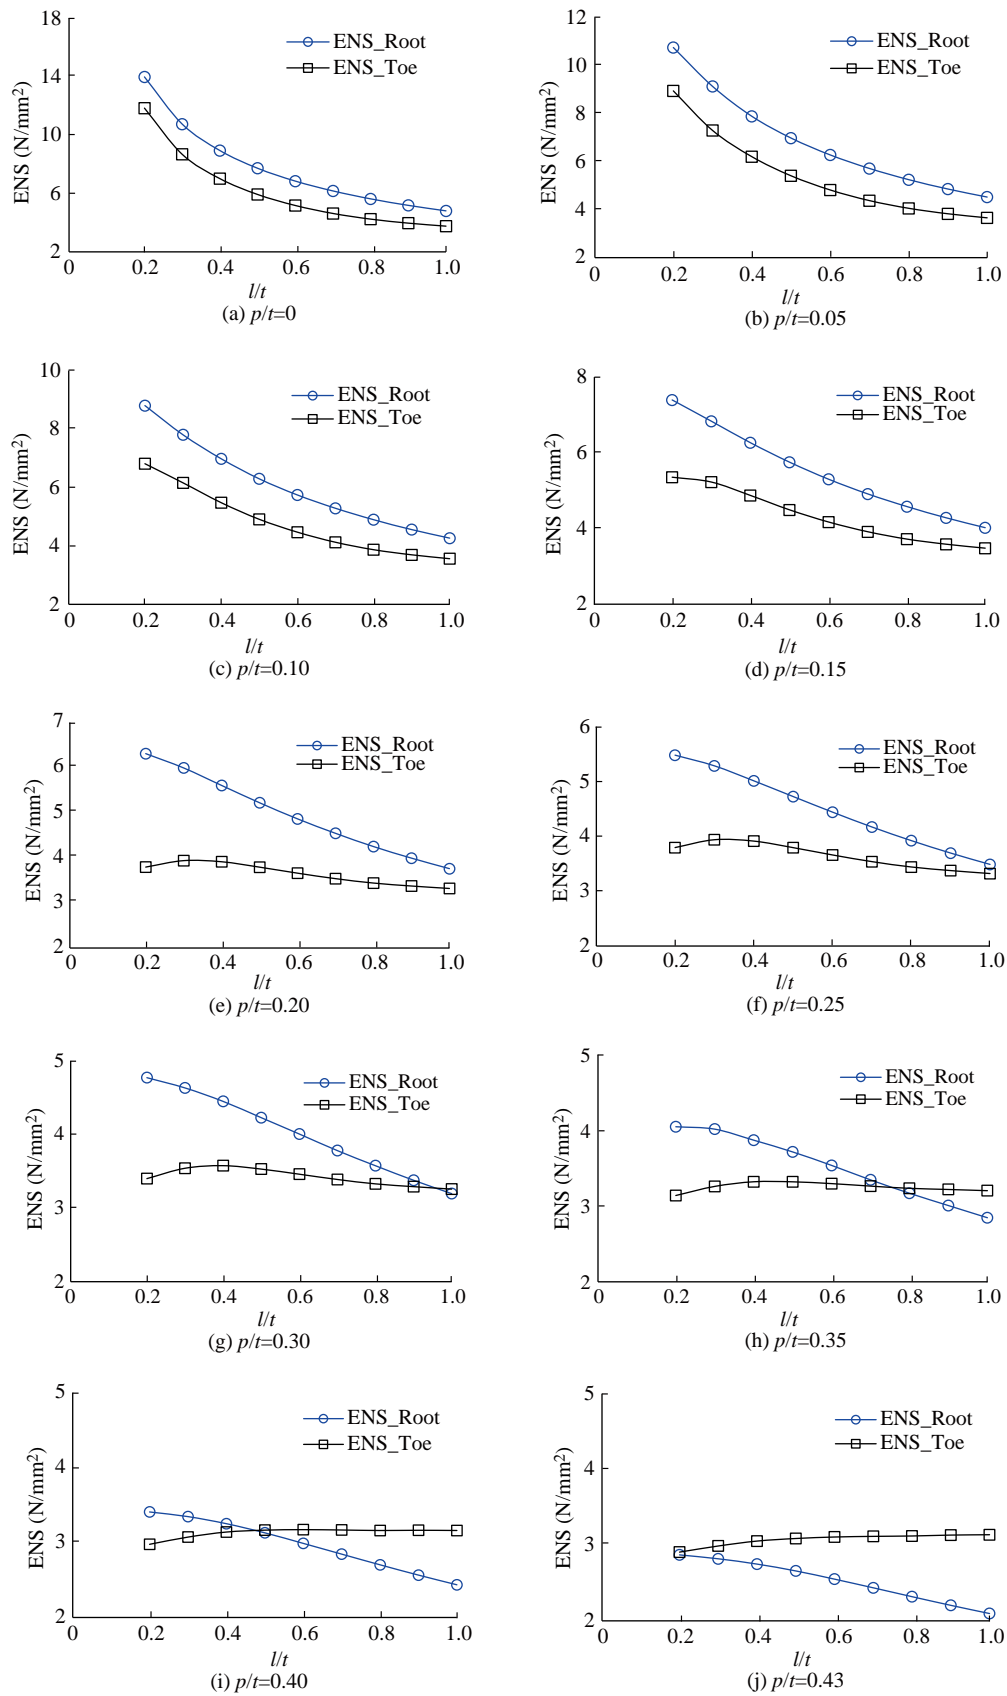 18
14
10
6
2
ENS (N/mm²)
ENS_Root
ENS_Toe
0 0.2 0.4 0.6 0.8 1.0
l/t
(a) p/t=0
12
10
8
6
4
2
ENS (N/mm²)
ENS_Root
ENS_Toe
0 0.2 0.4 0.6 0.8 1.0
l/t
(b) p/t=0.05
10
8
6
4
2
ENS (N/mm²)
ENS_Root
ENS_Toe
0 0.2 0.4 0.6 0.8 1.0
l/t
(c) p/t=0.10
8
6
4
2
ENS (N/mm²)
ENS_Root
ENS_Toe
0 0.2 0.4 0.6 0.8 1.0
l/t
(d) p/t=0.15
7
6
5
4
3
2
ENS (N/mm²)
ENS_Root
ENS_Toe
0 0.2 0.4 0.6 0.8 1.0
l/t
(e) p/t=0.20
6
5
4
3
2
ENS (N/mm²)
ENS_Root
ENS_Toe
0 0.2 0.4 0.6 0.8 1.0
l/t
(f) p/t=0.25
5
4
3
2
ENS (N/mm²)
ENS_Root
ENS_Toe
0 0.2 0.4 0.6 0.8 1.0
l/t
(g) p/t=0.30
5
4
3
2
ENS (N/mm²)
ENS_Root
ENS_Toe
0 0.2 0.4 0.6 0.8 1.0
l/t
(h) p/t=0.35
5
4
3
2
ENS (N/mm²)
ENS_Root
ENS_Toe
0 0.2 0.4 0.6 0.8 1.0
l/t
(i) p/t=0.40
5
4
3
2
ENS (N/mm²)
ENS_Root
ENS_Toe
0 0.2 0.4 0.6 0.8 1.0
l/t
(j) p/t=0.43